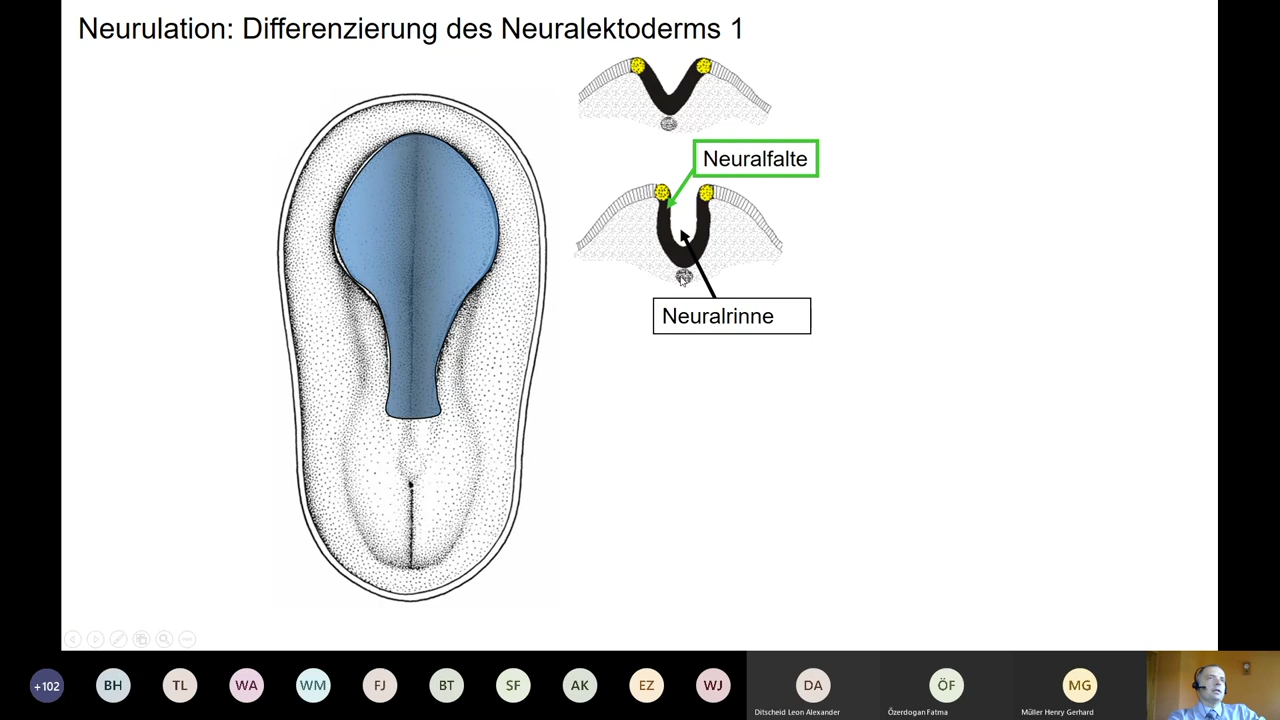 Neurulation: Differenzierung des Neuralektoderms 1
Neuralfalte
Neuralrinne
+102
BH
TL
WA
WM
FJ
BT
SF
AK
EZ
WJ
DA
ÖF
MG
Ditscheid Leon Alexander
Özerdogan Fatma
Müller Henry Gerhard